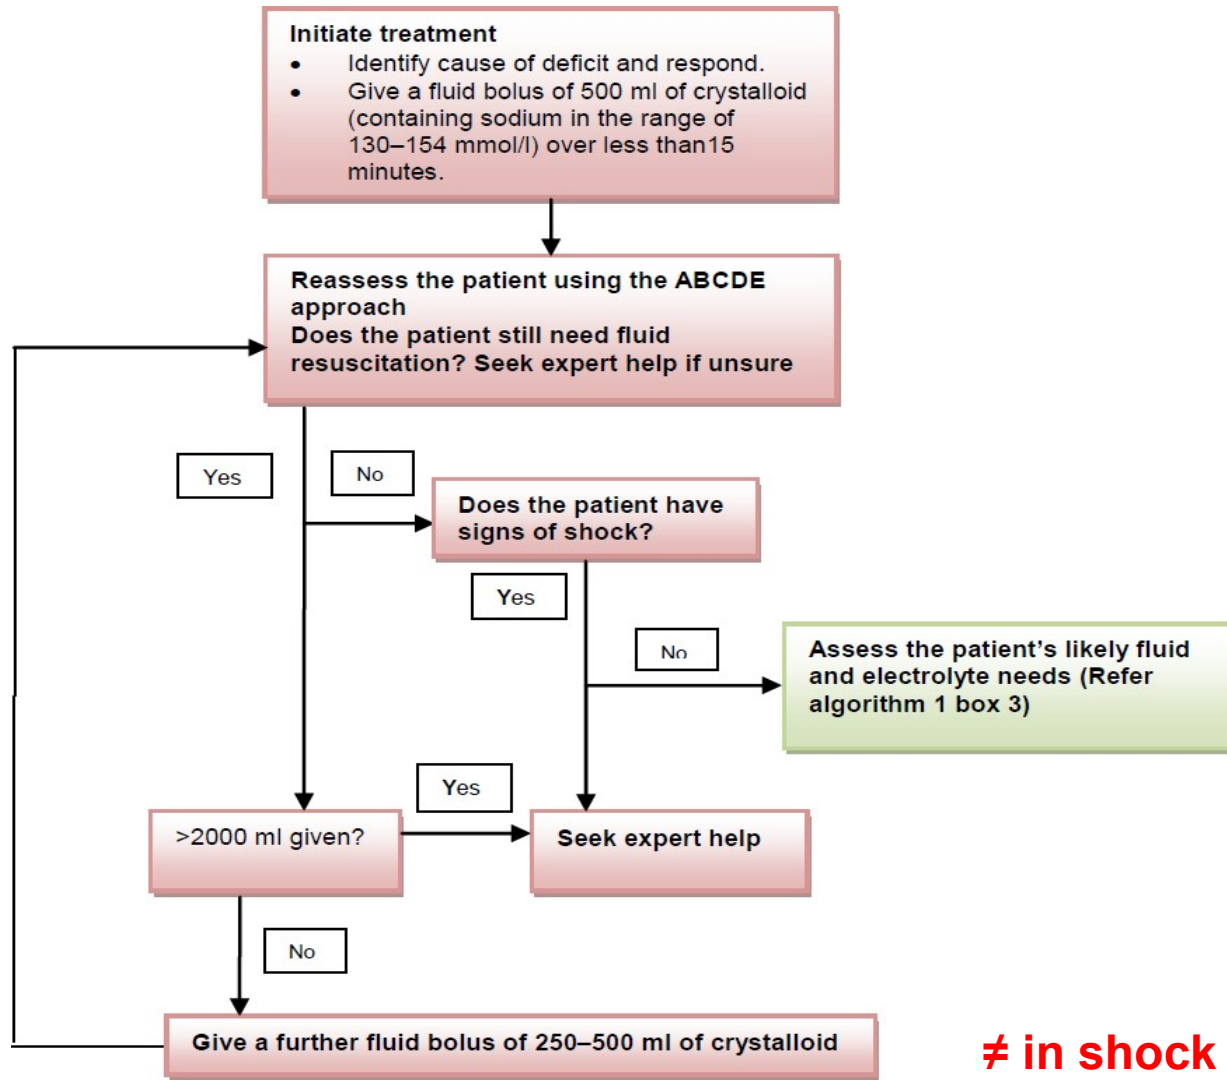 Initiate treatment
• Identify cause of deficit and respond.
• Give a fluid bolus of 500 ml of crystalloid
(containing sodium in the range of
130–154 mmol/l) over less than15
minutes.
Reassess the patient using the ABCDE
approach
Does the patient still need fluid
resuscitation? Seek expert help if unsure
Yes
No
Does the patient have
signs of shock?
Yes
No
Assess the patient's likely fluid
and electrolyte needs (Refer
algorithm 1 box 3)
>2000 ml given?
Yes
Seek expert help
No
Give a further fluid bolus of 250–500 ml of crystalloid
≠ in shock